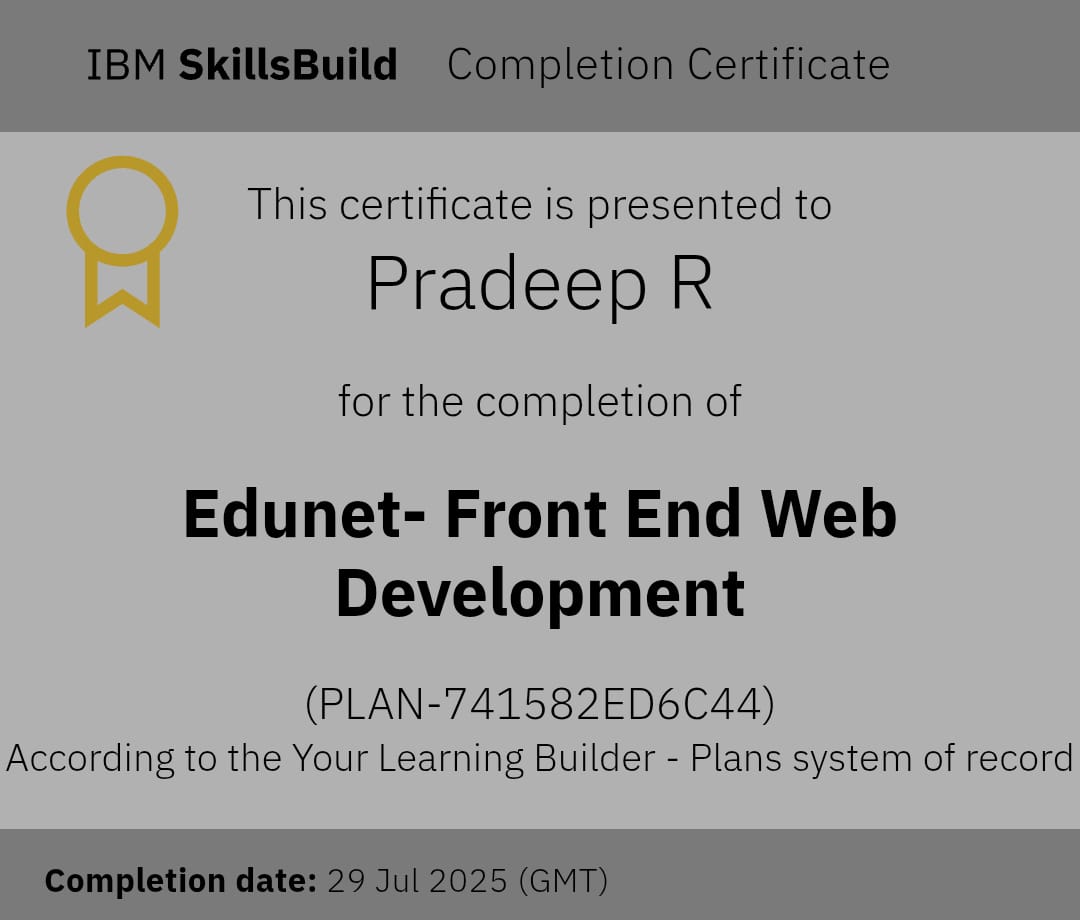 IBM SkillsBuild Completion Certificate
This certificate is presented to
Pradeep R
for the completion of
Edunet- Front End Web
Development
(PLAN-741582ED6C44)
According to the Your Learning Builder - Plans system of record
Completion date: 29 Jul 2025 (GMT)